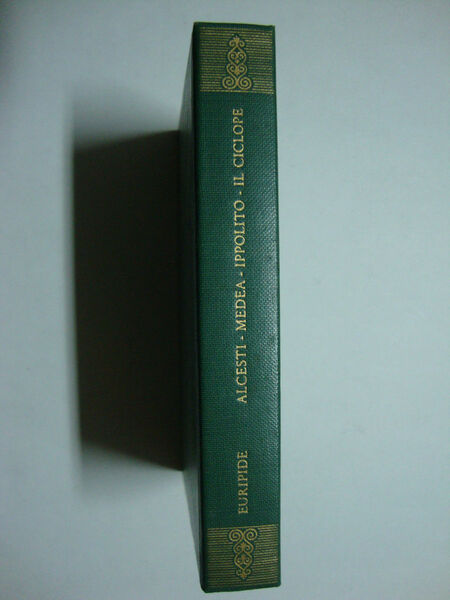 EURIPIDE
ALCESTI - MEDEA - IPPOLITO - IL CICLOPE